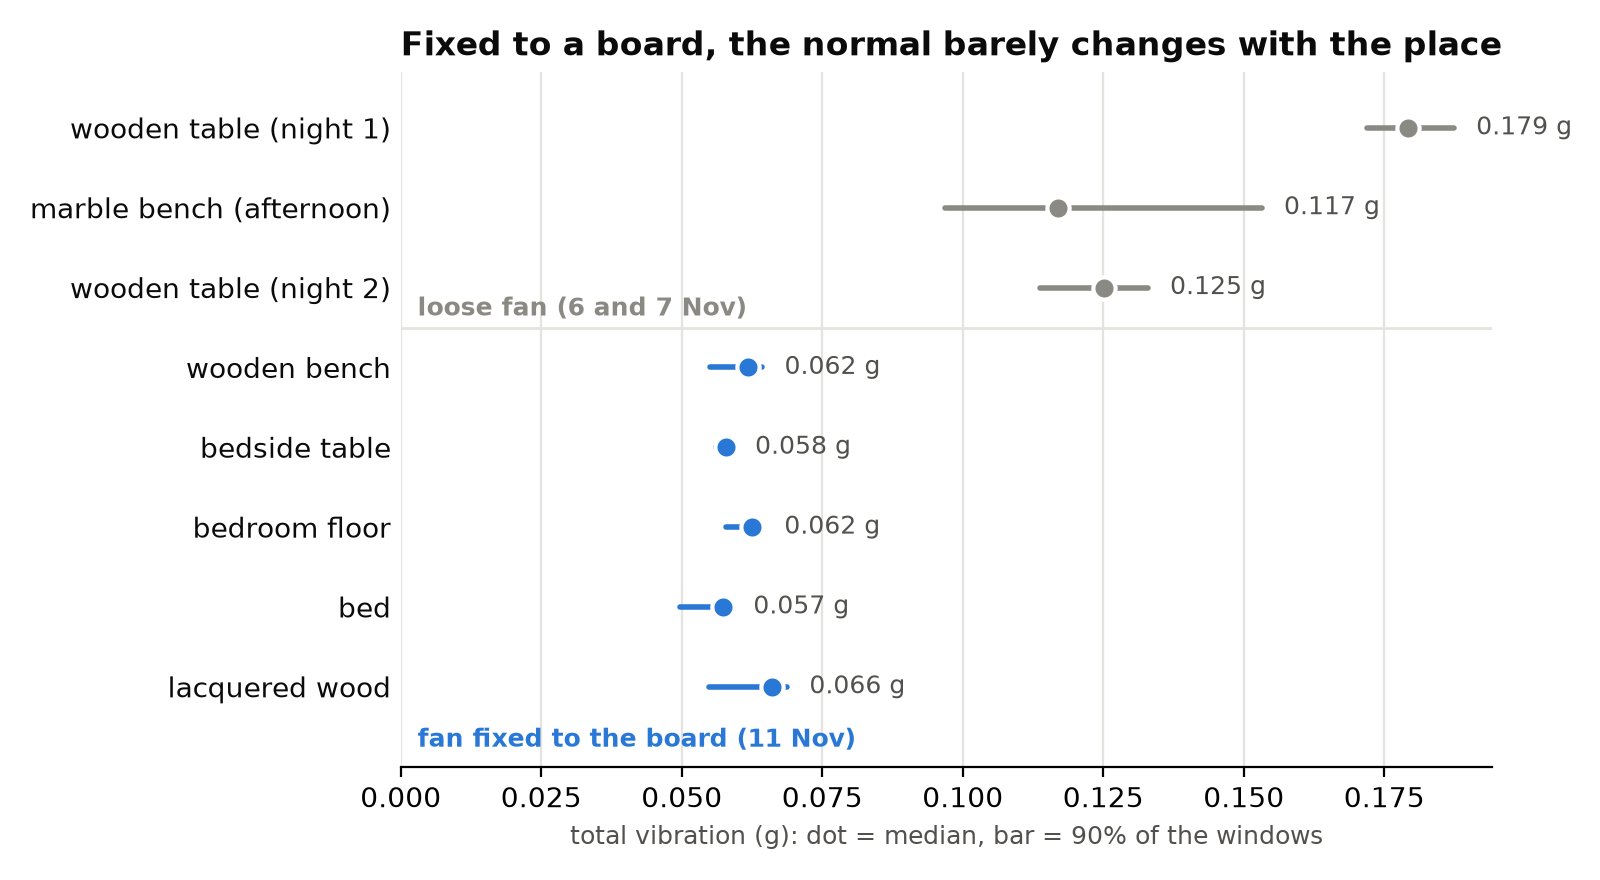 Fixed to a board, the normal barely changes with the place
wooden table (night 1)
0.179 g
marble bench (afternoon)
0.117 g
wooden table (night 2)
0.125 g
loose fan (6 and 7 Nov)
wooden bench
0.062 g
bedside table
0.058 g
bedroom floor
0.062 g
bed
0.057 g
lacquered wood
0.066 g
fan fixed to the board (11 Nov)
0.000 0.025 0.050 0.075 0.100 0.125 0.150 0.175
total vibration (g): dot = median, bar = 90% of the windows